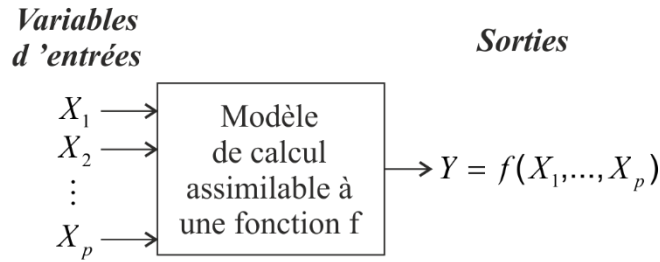 Variables
d ’entrées
Sorties
X₁
X₂
⋮
Xₚ
Modèle
de calcul
assimilable à
une fonction f
Y = f(X₁,..., Xₚ)